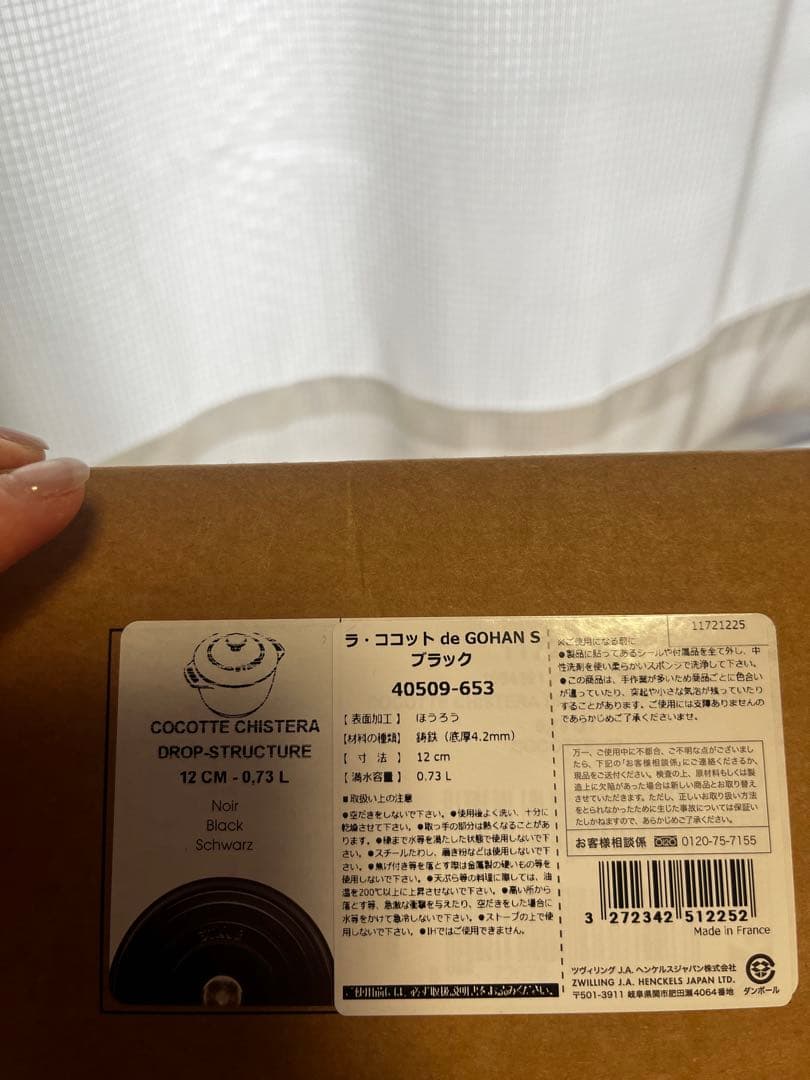 COCOTTE CHISTERA
DROP-STRUCTURE
12 CM - 0,73 L
Noir
Black
Schwarz
STAUB
ラ・ココット de GOHAN S
ブラック
40509-653
【 表面加工 】 ほうろう
【材料の種類】 鋳鉄（底厚4.2mm）
【 寸 法 】 12 cm
【 満水容量 】 0.73 L
■取扱い上の注意
●空だきをしないで下さい。●使用後よく洗い、十分に
乾燥させて下さい。●取っ手の部分は熱くなることがあ
ります。●縁まで水等を満たした状態で使用しないで下
さい。●スチールたわし、磨き粉などは使用しないで下
さい。●焦げ付き等を落とす際は金属製の硬いもの等を
使用しないで下さい。●天ぷら等の料理に際しては、油
温を200℃以上に上昇させないで下さい。●高い所から
落とす等、急激な衝撃を与えたり、空だきをした場合に
水等をかけて急冷しないで下さい。●ストーブの上で使
用しないで下さい。●IHではご使用できません。
ご使用前には、必ず取扱説明書をお読みください。
11721225
※ご使用になる前に
●製品に貼ってあるシールや付属品を全て外し、中
性洗剤を使い柔らかいスポンジで洗浄して下さい。
●この商品は、手作業が多いため商品ごとに色合い
が違っていたり、突起や小さな気泡が残っていたり
することがあります。ご使用には支障ありませんの
であらかじめご了承くださいませ。
万一、ご使用中に不都合、ご不明な点がございまし
たら、下記の「お客様相談係」にご連絡くださるか、
現品をご送付ください。検査の上、原材料もしくは製
造上に欠陥があった場合は新しい商品とお取り替え
させていただきます。ただし、正しいお取り扱い方法
をとられなかったために生じた事故については保証い
たしかねますので、あらかじめご了承ください。
お客様相談係 0120-75-7155
3 272342 512252
Made in France
ツヴィリング J.A. ヘンケルスジャパン株式会社
ZWILLING J.A. HENCKELS JAPAN LTD.
〒501-3911 岐阜県関市肥田瀬4064番地
ダンボール